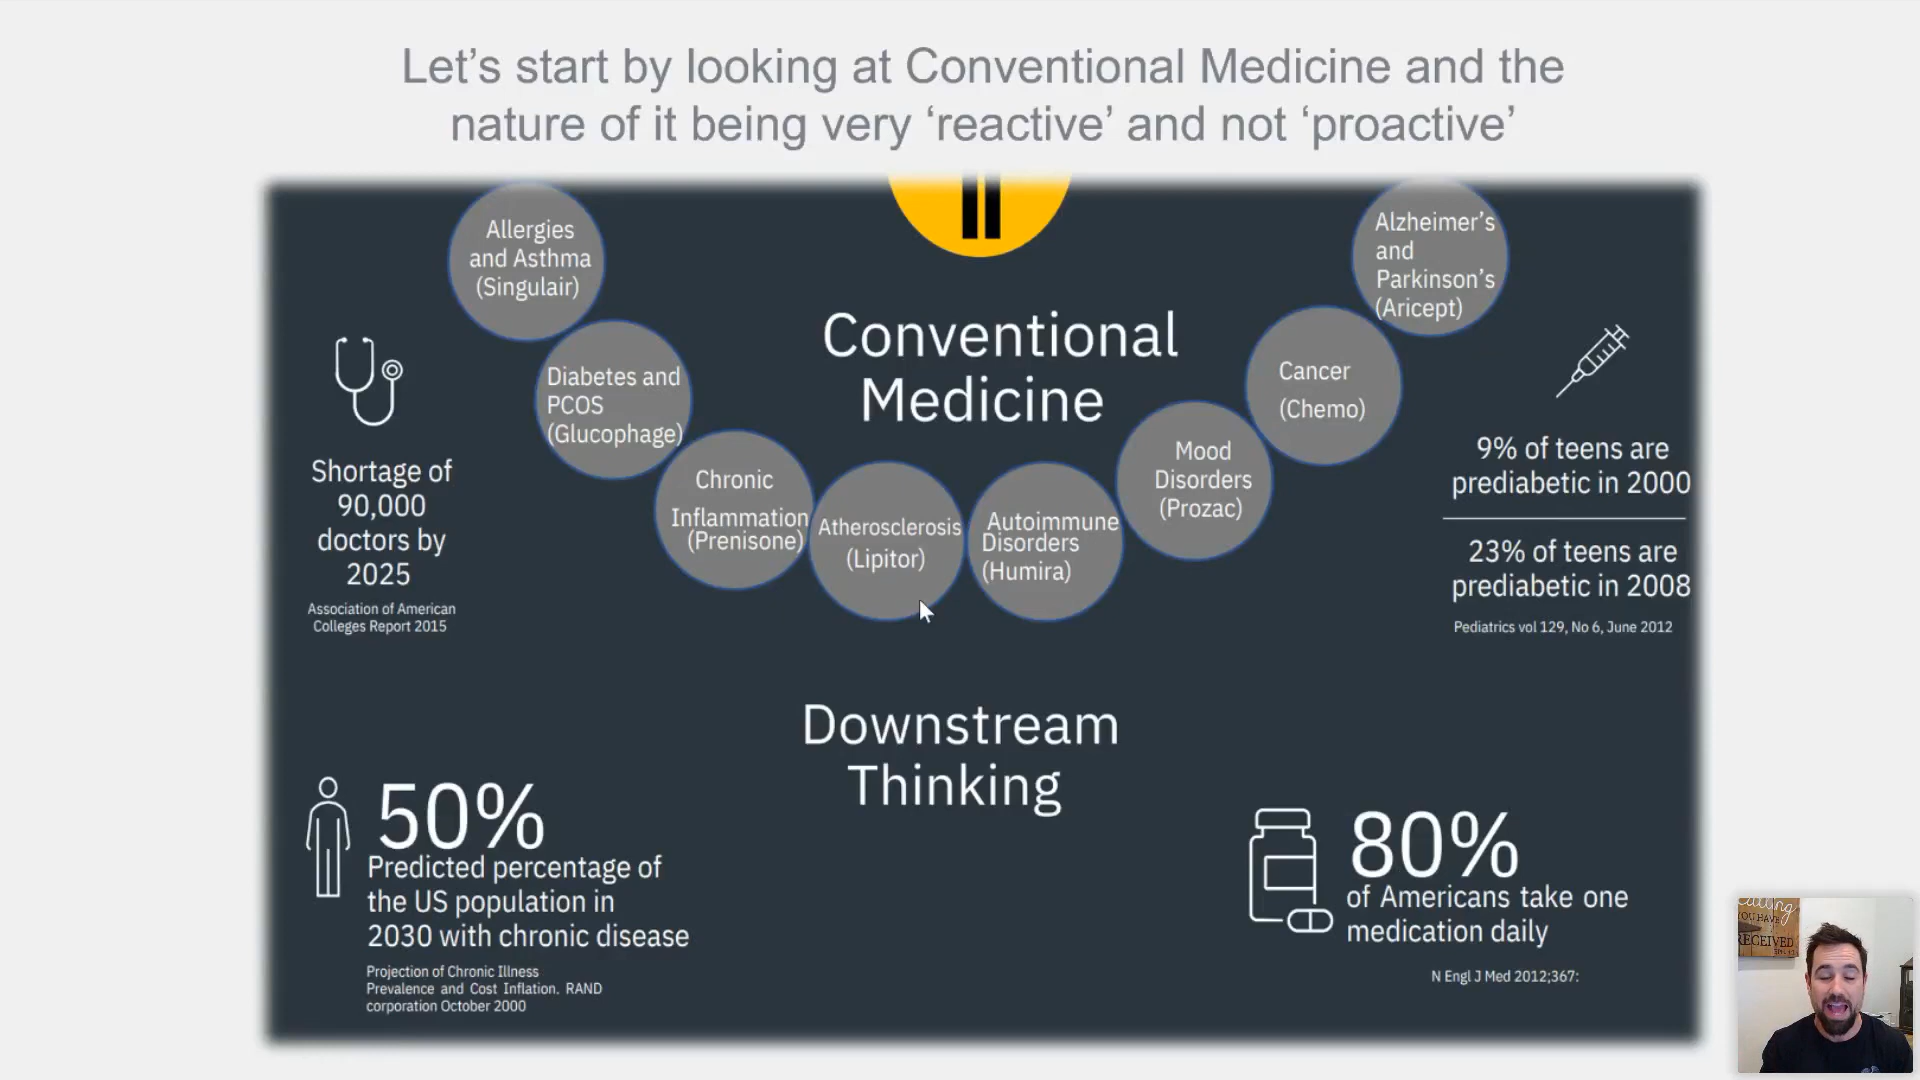 Let’s start by looking at Conventional Medicine and the
nature of it being very ‘reactive’ and not ‘proactive’
Allergies
and Asthma
(Singulair)
Diabetes and
PCOS
(Glucophage)
Chronic
Inflammation
(Prenisone)
Atherosclerosis
(Lipitor)
Autoimmune
Disorders
(Humira)
Mood
Disorders
(Prozac)
Cancer
(Chemo)
Alzheimer’s
and
Parkinson’s
(Aricept)
Conventional
Medicine
Shortage of
90,000
doctors by
2025
Association of American
Colleges Report 2015
9% of teens are
prediabetic in 2000
23% of teens are
prediabetic in 2008
Pediatrics vol 129, No 6, June 2012
Downstream
Thinking
50%
Predicted percentage of
the US population in
2030 with chronic disease
Projection of Chronic Illness
Prevalence and Cost Inflation. RAND
corporation October 2000
80%
of Americans take one
medication daily
N Engl J Med 2012;367:
calling
YOU HAVE
RECEIVED